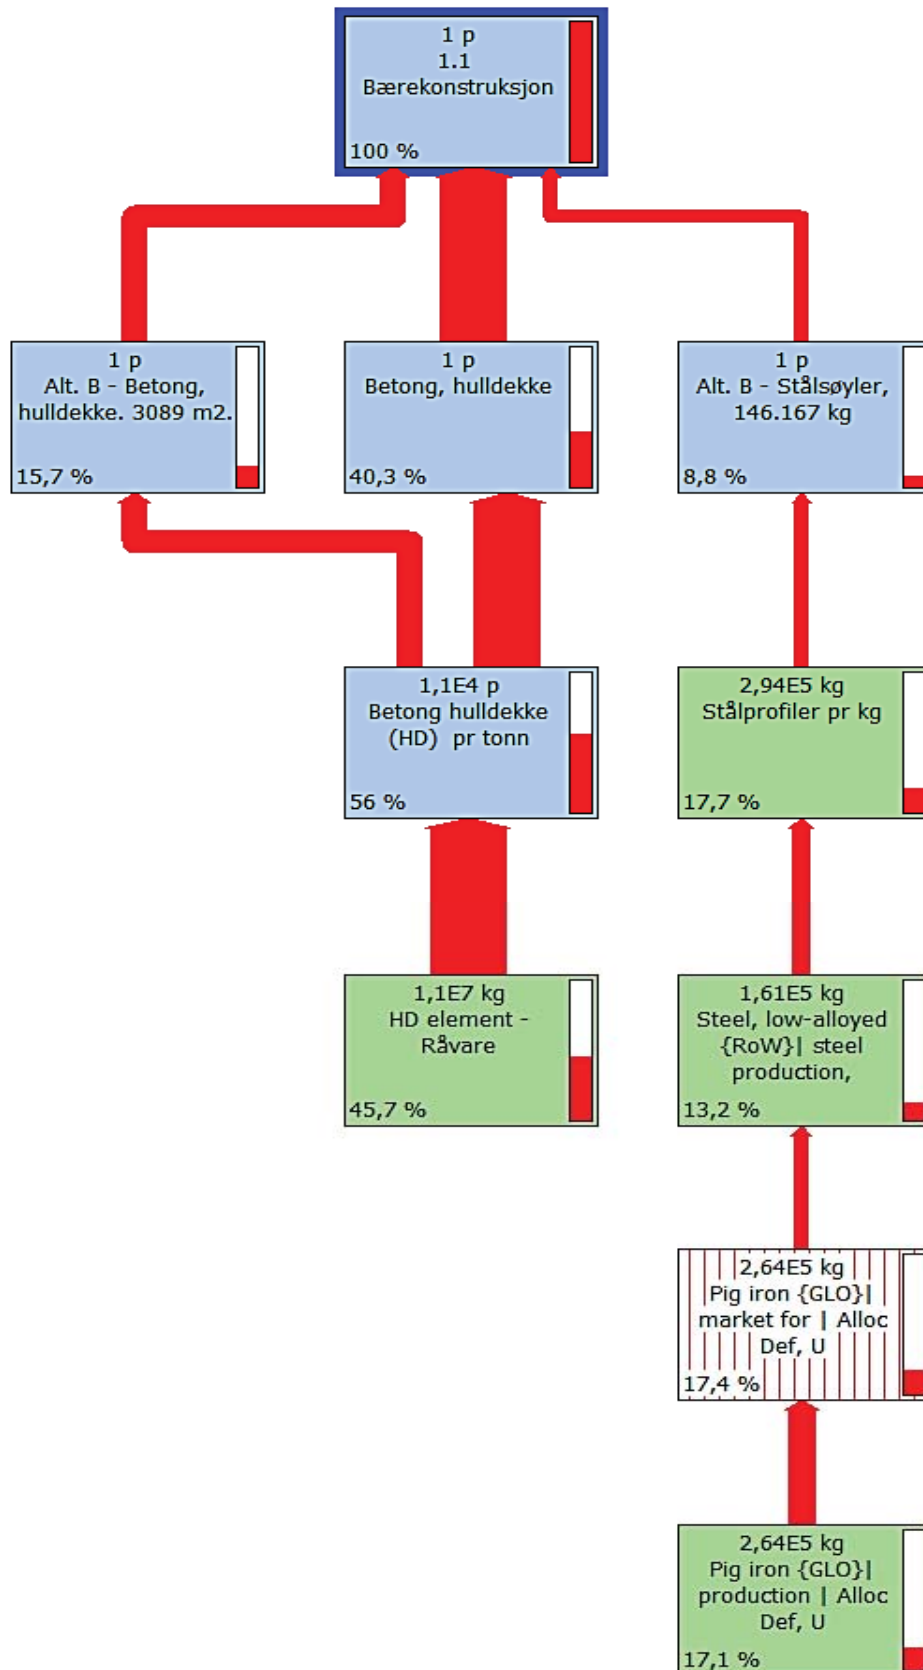 1 p
1.1
Bærekonstruksjon
100 %
1 p
Alt. B - Betong,
hulldekke. 3089 m2.
15,7 %
1 p
Betong, hulldekke
40,3 %
1 p
Alt. B - Stålsøyler,
146.167 kg
8,8 %
1,1E4 p
Betong hulldekke
(HD) pr tonn
56 %
2,94E5 kg
Stålprofiler pr kg
17,7 %
1,1E7 kg
HD element -
Råvare
45,7 %
1,61E5 kg
Steel, low-alloyed
{RoW}| steel
production,
13,2 %
2,64E5 kg
Pig iron {GLO}|
market for | Alloc
Def, U
17,4 %
2,64E5 kg
Pig iron {GLO}|
production | Alloc
Def, U
17,1 %